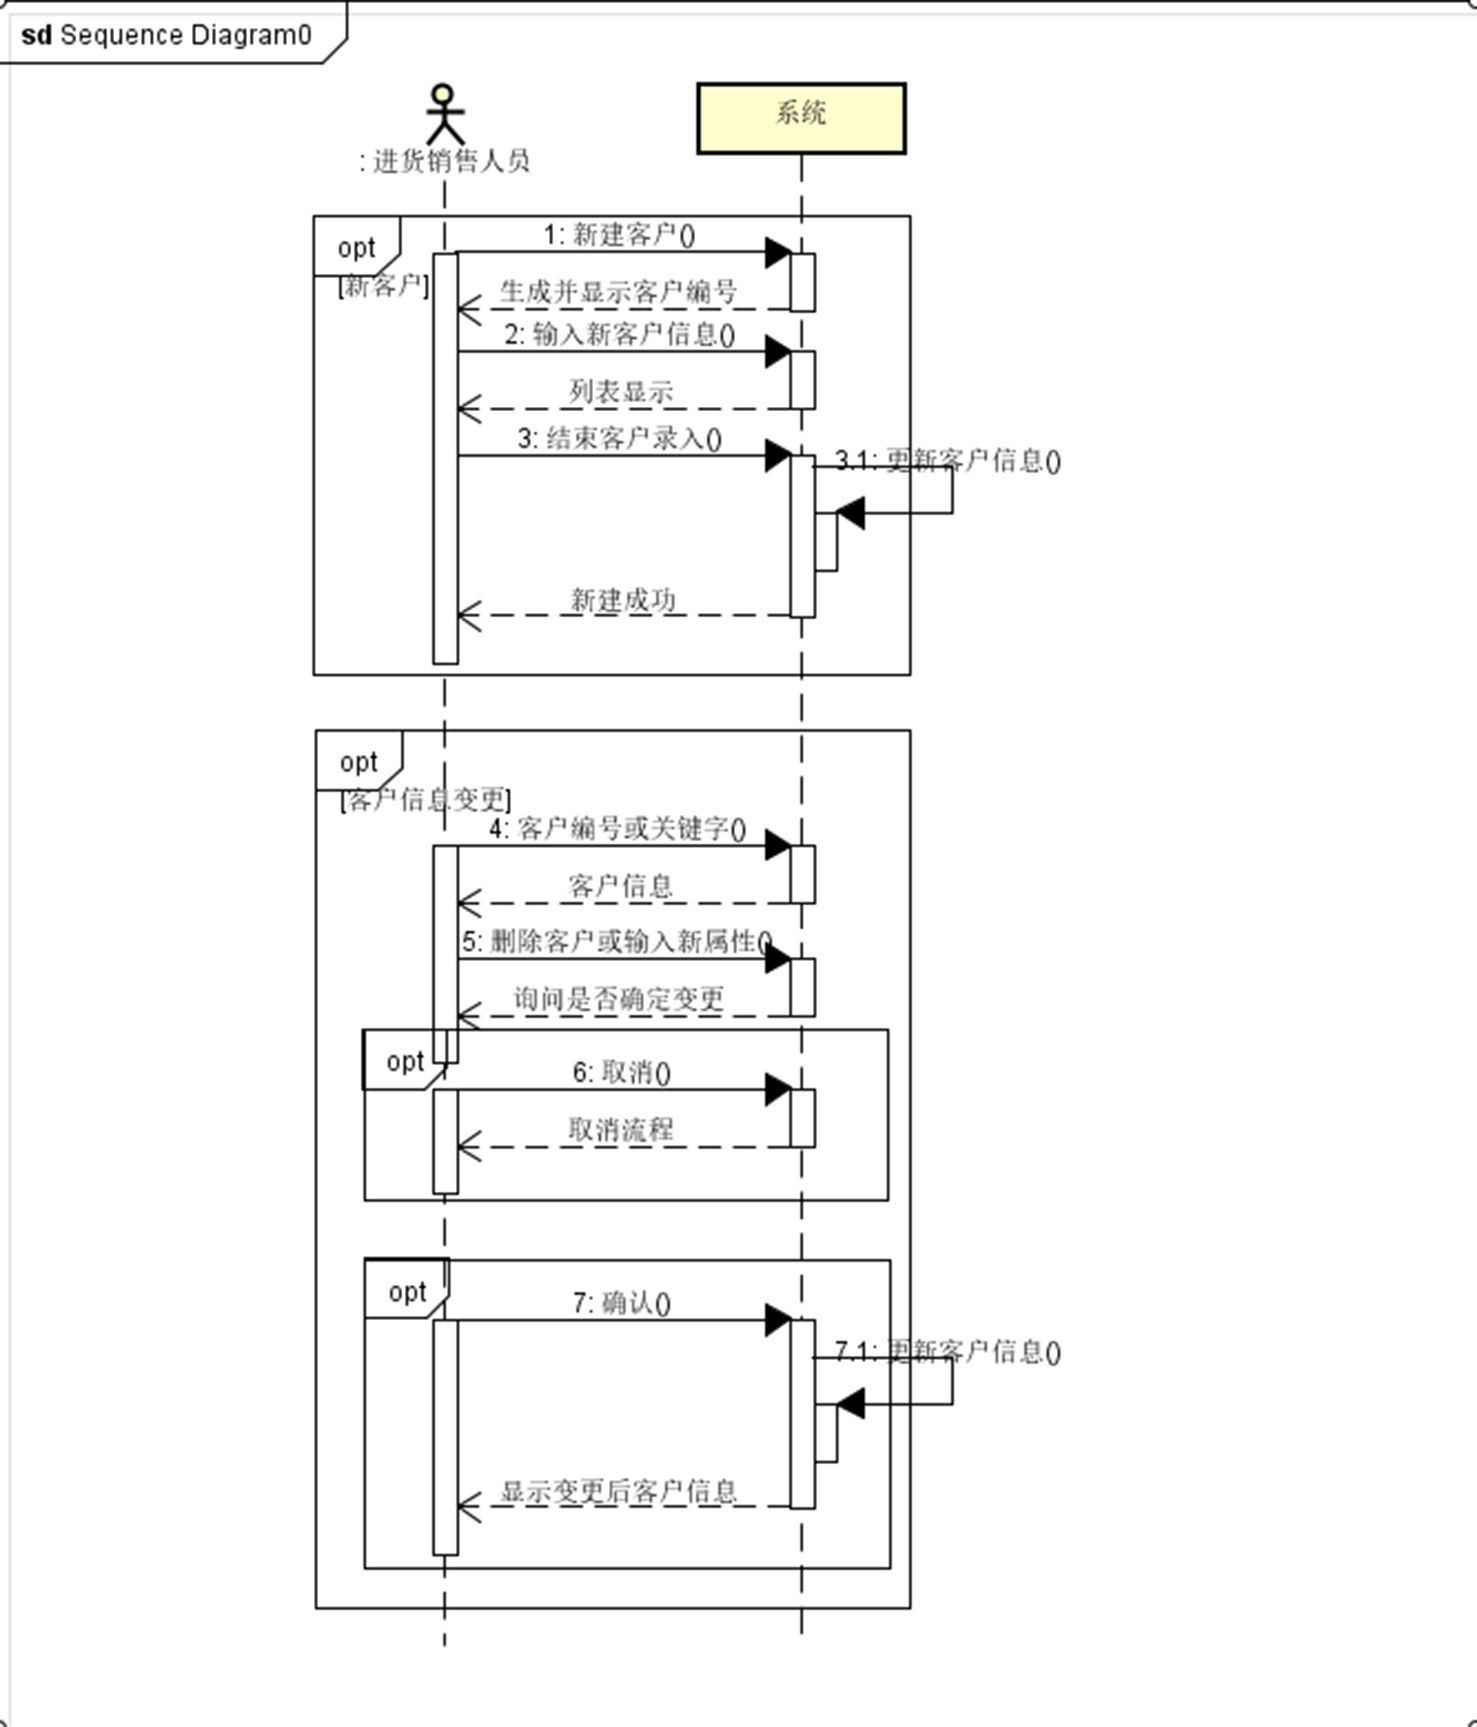 sd Sequence Diagram0
系统
: 进货销售人员
opt
[新客户]
1: 新建客户()
生成并显示客户编号
2: 输入新客户信息()
列表显示
3: 结束客户录入()
3.1: 更新客户信息()
新建成功
opt
[客户信息变更]
4: 客户编号或关键字()
客户信息
5: 删除客户或输入新属性()
询问是否确定变更
opt
6: 取消()
取消流程
opt
7: 确认()
7.1: 更新客户信息()
显示变更后客户信息